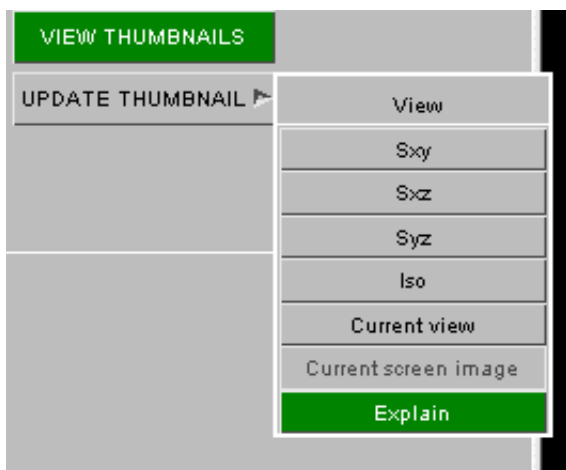 VIEW THUMBNAILS
UPDATE THUMBNAIL
View
Sxy
Sxz
Syz
Iso
Current view
Current screen image
Explain